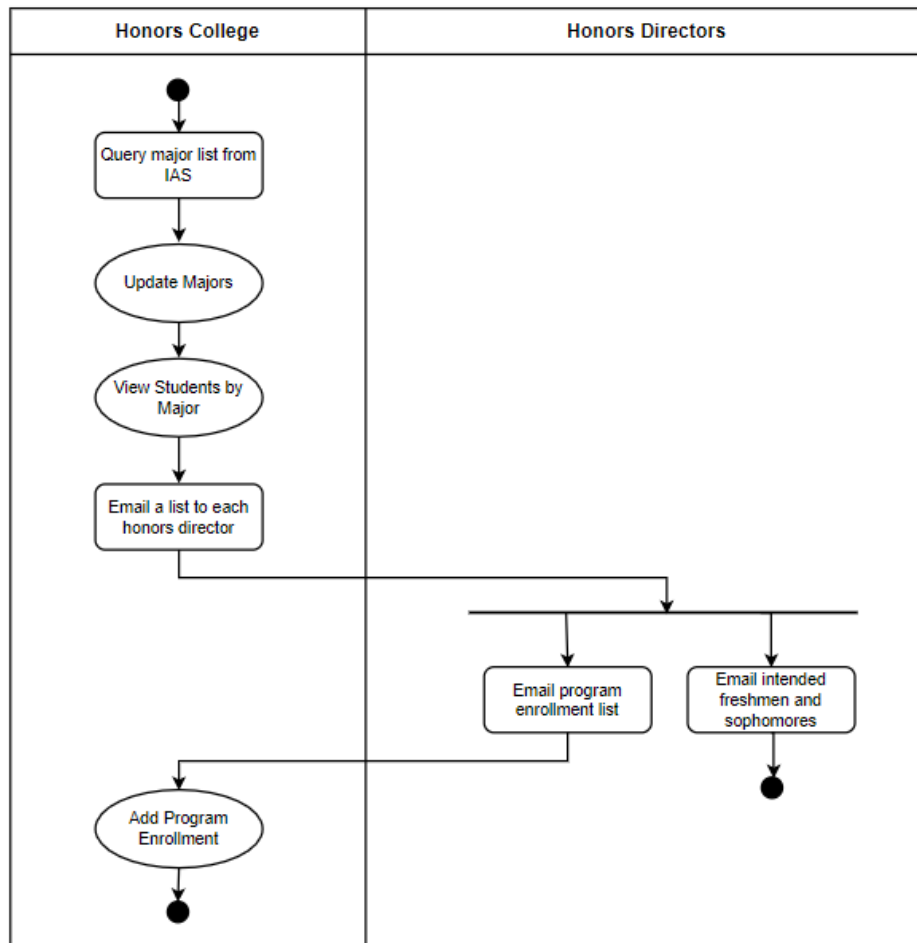 Honors College
Honors Directors
Query major list from
IAS
Update Majors
View Students by
Major
Email a list to each
honors director
Email program
enrollment list
Email intended
freshmen and
sophomores
Add Program
Enrollment